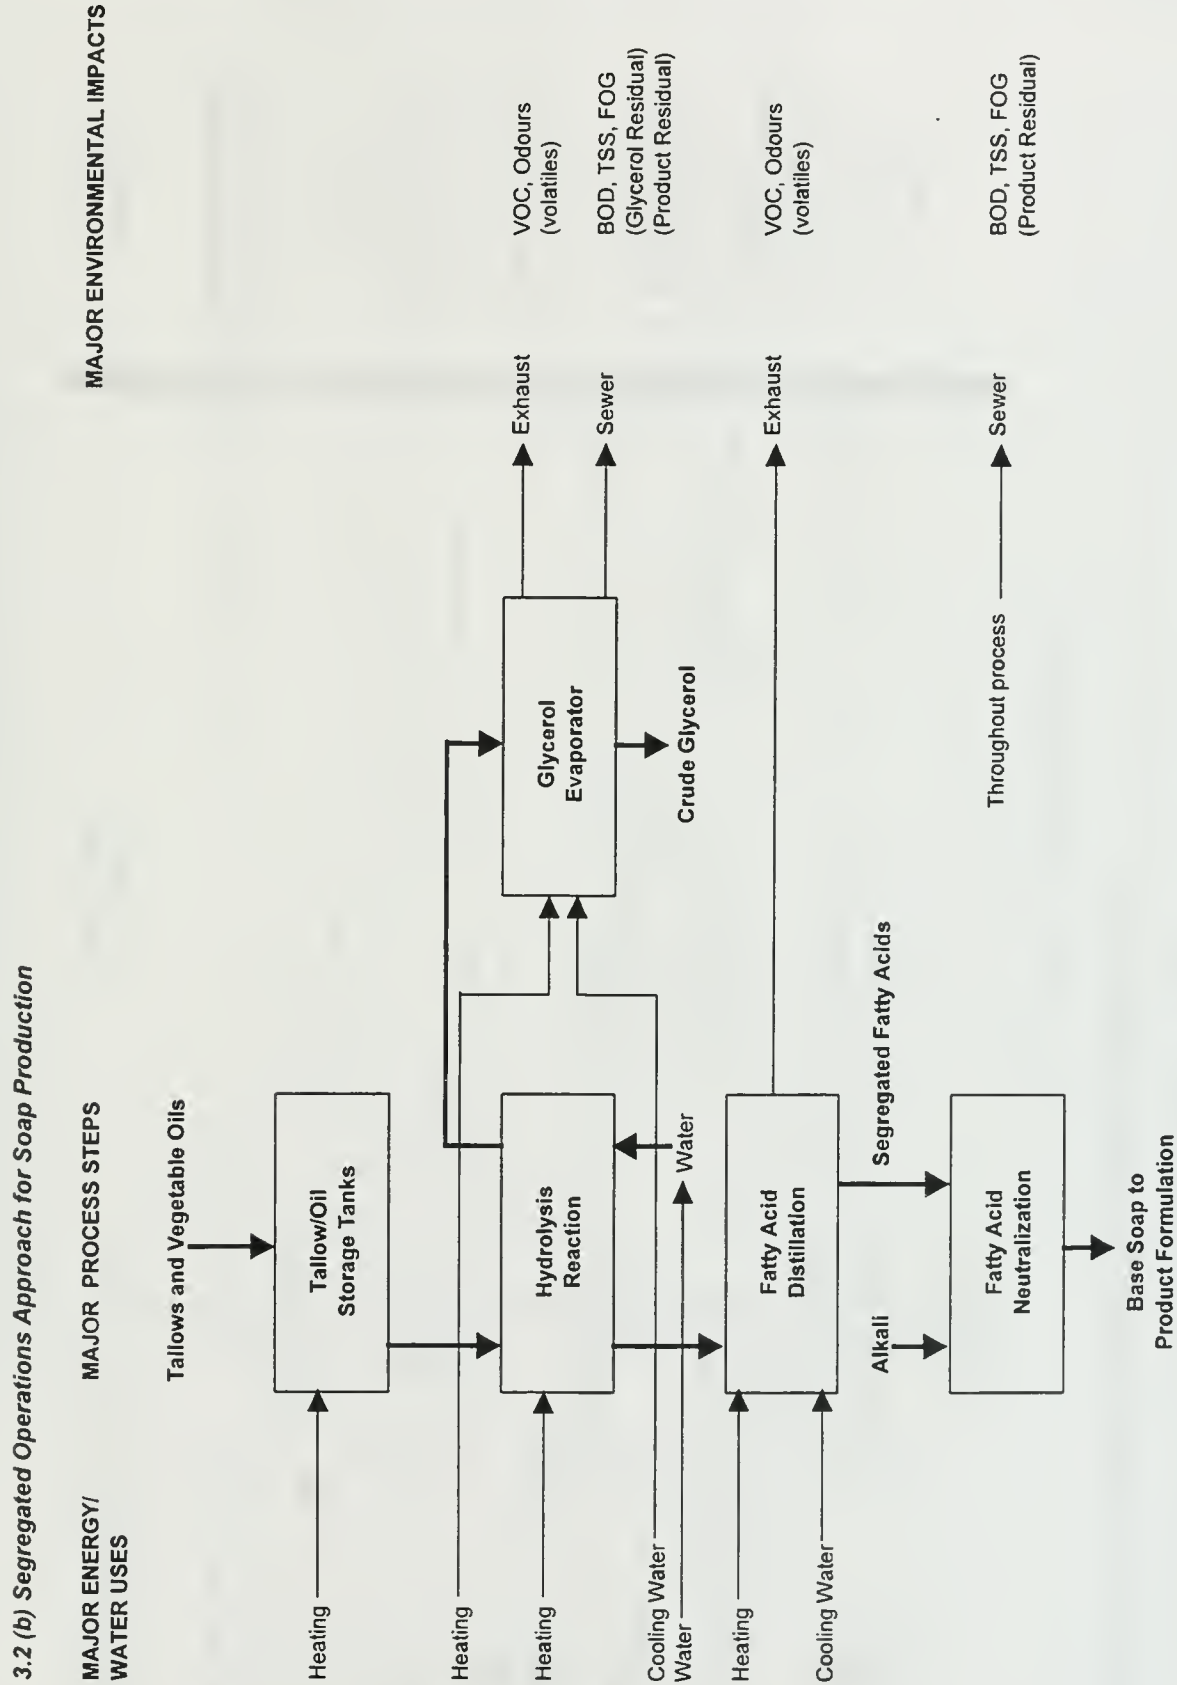 3.2 (b) Segregated Operations Approach for Soap Production
MAJOR ENERGY/
WATER USES
MAJOR PROCESS STEPS
MAJOR ENVIRONMENTAL IMPACTS
Tallows and Vegetable Oils
Heating
Tallow/Oil
Storage Tanks
Heating
Heating
Hydrolysis
Reaction
Glycerol
Evaporator
Exhaust
VOC, Odours
(volatiles)
Sewer
BOD, TSS, FOG
(Glycerol Residual)
(Product Residual)
Cooling Water
Water
Water
Crude Glycerol
Heating
Cooling Water
Fatty Acid
Distillation
Exhaust
VOC, Odours
(volatiles)
Alkali
Segregated Fatty Acids
Fatty Acid
Neutralization
Throughout process
Sewer
BOD, TSS, FOG
(Product Residual)
Base Soap to
Product Formulation